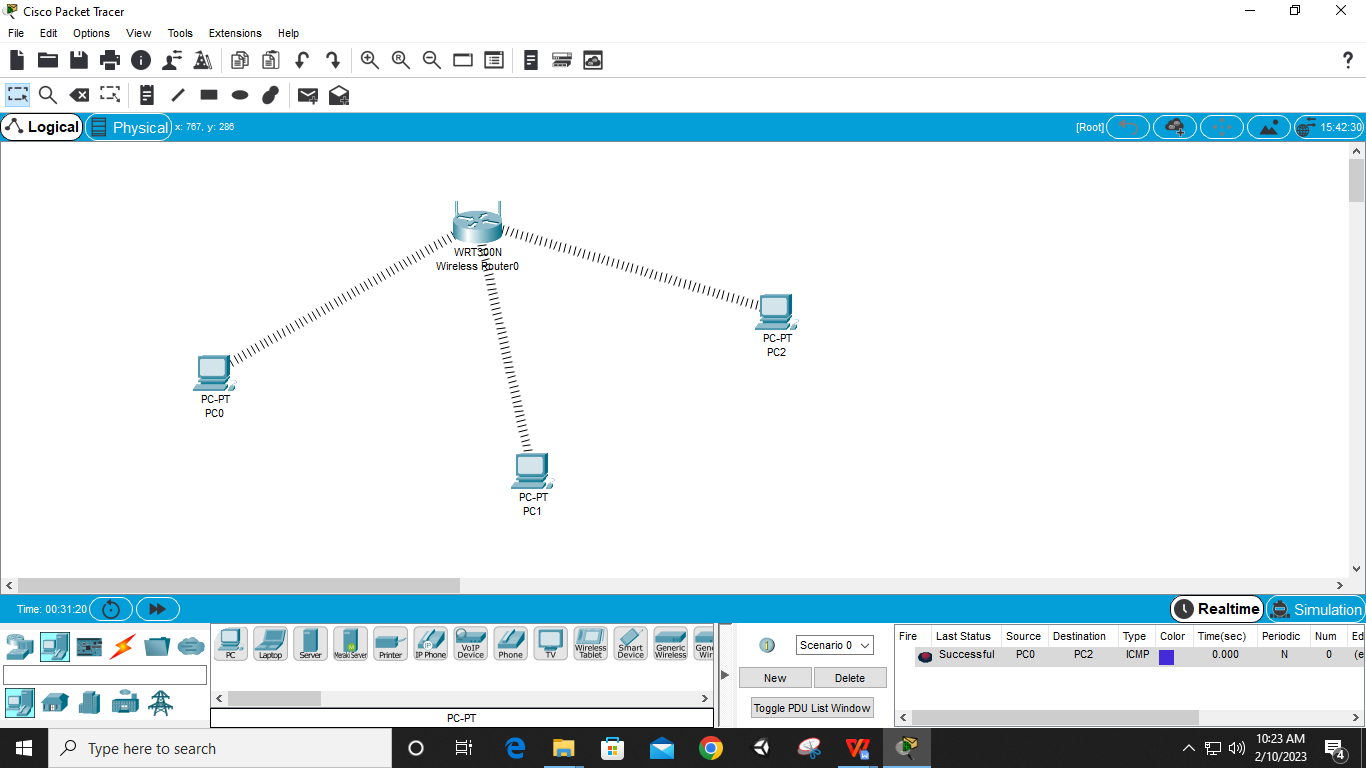 Cisco Packet Tracer
File Edit Options View Tools Extensions Help
?
Logical Physical x: 767, y: 286 [Root] 15:42:30
WRT300N
Wireless Router0
PC-PT
PC2
PC-PT
PC0
PC-PT
PC1
Time: 00:31:20 Realtime Simulation
PC Laptop Server Meraki Server Printer IP Phone VoIP Device Phone TV Wireless Tablet Smart Device Generic Wireless
PC-PT
Scenario 0
New Delete
Toggle PDU List Window
Fire Last Status Source Destination Type Color Time(sec) Periodic Num Ed
Successful PC0 PC2 ICMP 0.000 N 0 (e
Type here to search
10:23 AM
2/10/2023
4